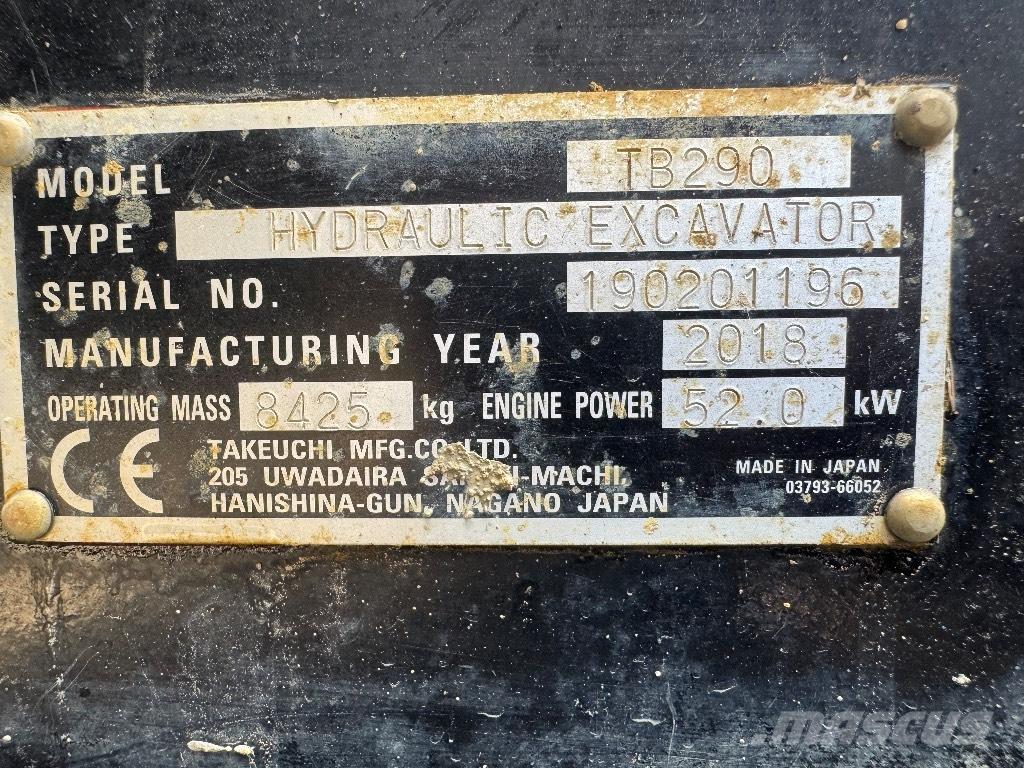 MODEL TB290
TYPE HYDRAULIC EXCAVATOR
SERIAL NO. 190201196
MANUFACTURING YEAR 2018
OPERATING MASS 8425 kg ENGINE POWER 52.0 kW
CE
TAKEUCHI MFG.CO.,LTD.
205 UWADAIRA
HANISHINA-GUN, NAGANO JAPAN
MADE IN JAPAN
03793-66052
mascus